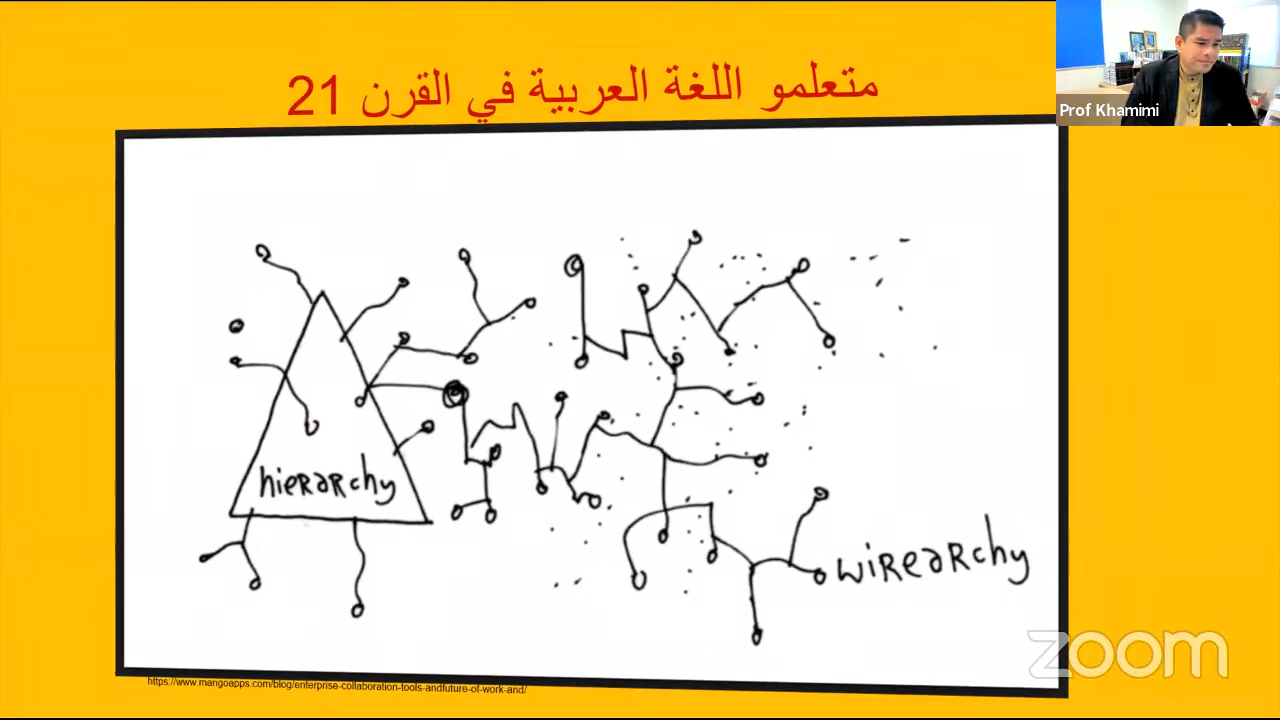 متعلمو اللغة العربية في القرن 21
Prof Khamimi
hierarchy
wirearchy
zoom
https://www.mangoapps.com/blog/enterprise-collaboration-tools-andfuture-of-work-and/